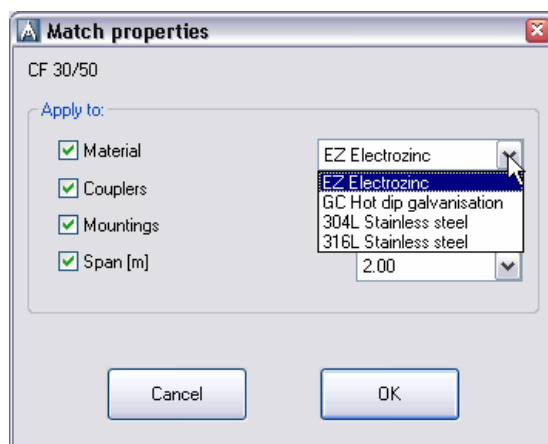 Match properties
CF 30/50
Apply to:
Material
EZ Electrozinc
EZ Electrozinc
GC Hot dip galvanisation
304L Stainless steel
316L Stainless steel
Couplers
Mountings
Span [m]
2.00
Cancel
OK